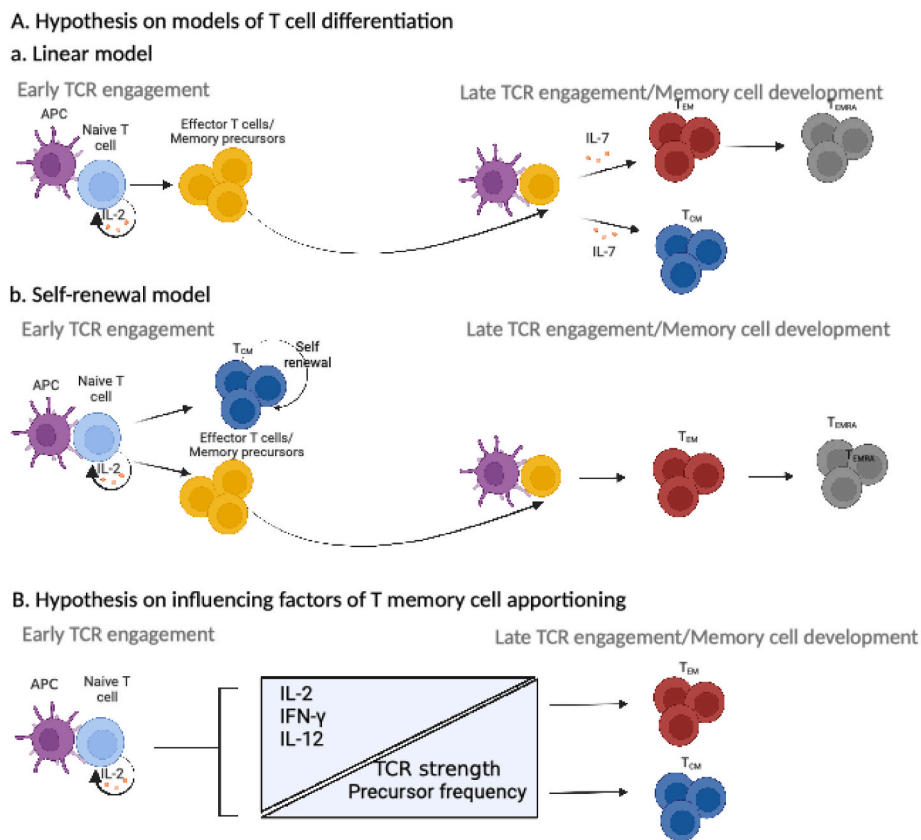 A. Hypothesis on models of T cell differentiation
a. Linear model
Early TCR engagement
Late TCR engagement/Memory cell development
APC
Naive T
cell
IL-2
Effector T cells/
Memory precursors
IL-7
IL-7
TEM
TEMRA
TCM
b. Self-renewal model
Early TCR engagement
Late TCR engagement/Memory cell development
APC
Naive T
cell
IL-2
TCM
Self
renewal
Effector T cells/
Memory precursors
TEM
TEMRA
TEMRA
B. Hypothesis on influencing factors of T memory cell apportioning
Early TCR engagement
Late TCR engagement/Memory cell development
APC
Naive T
cell
IL-2
IL-2
IFN-γ
IL-12
TCR strength
Precursor frequency
TEM
TCM